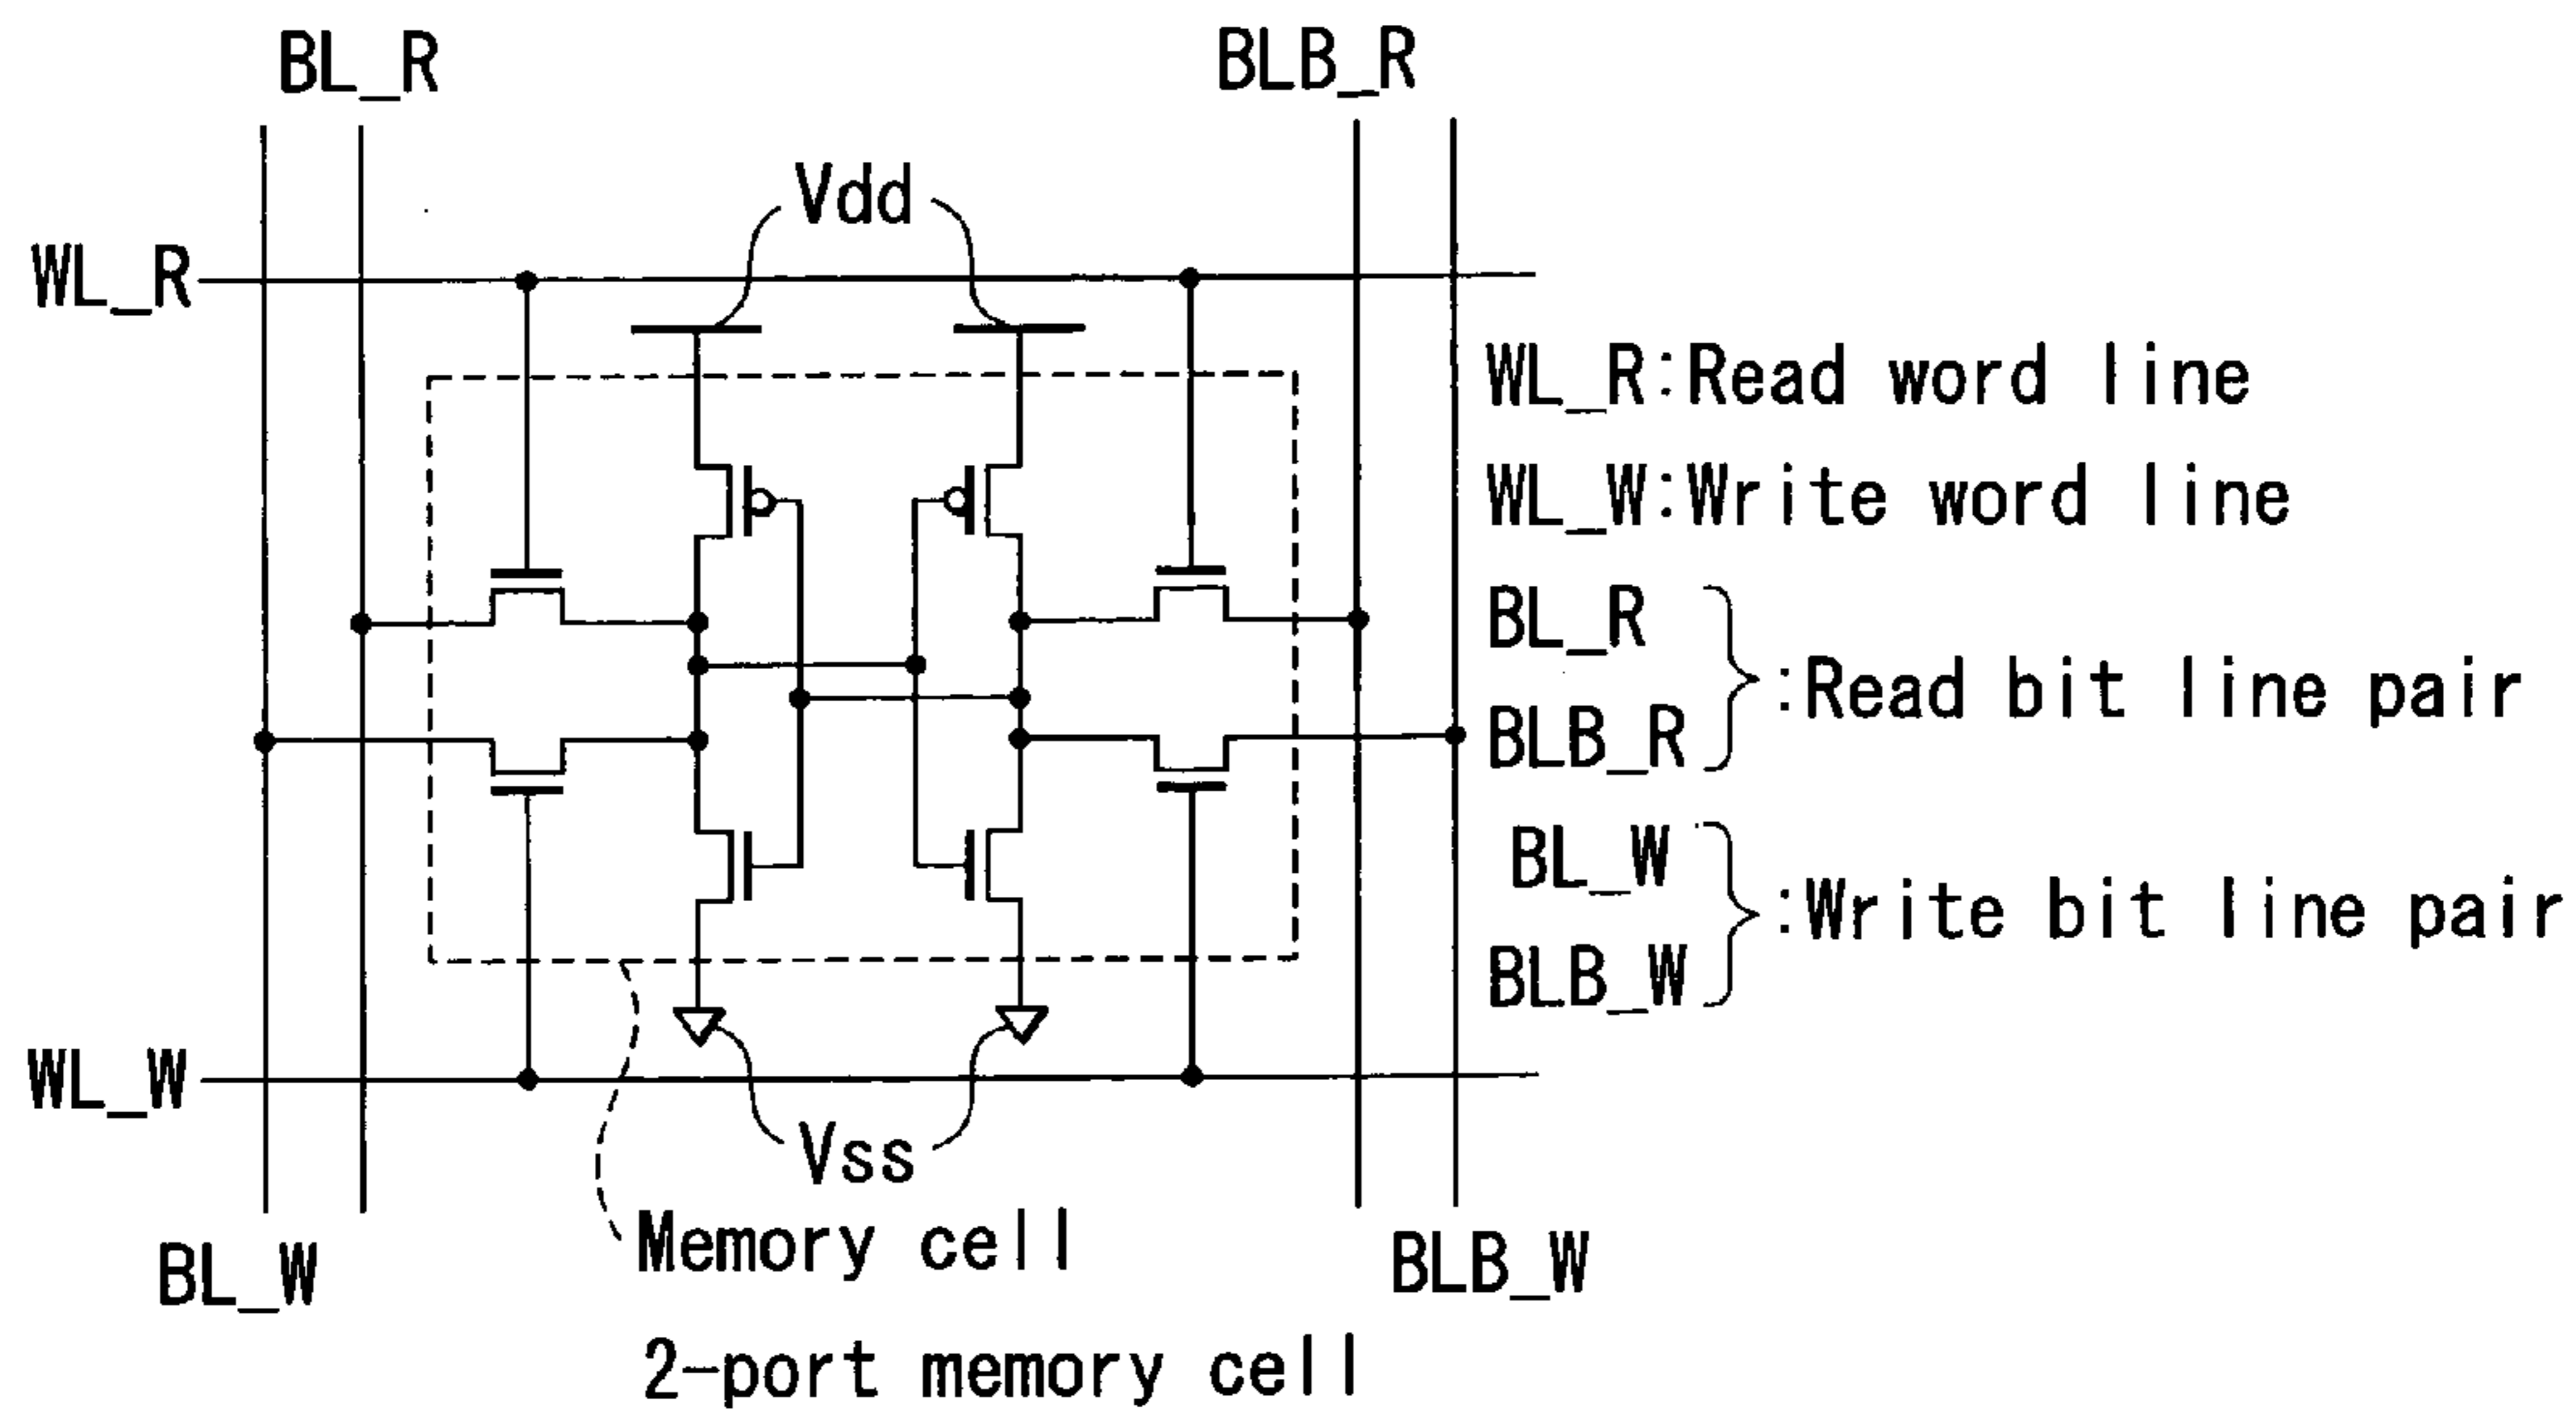 BL_R
BLB_R
Vdd
WL_R
WL_R:Read word line
WL_W:Write word line
BL_R
BLB_R
:Read bit line pair
BL_W
BLB_W
:Write bit line pair
WL_W
Vss
Memory cell
BL_W
BLB_W
2-port memory cell